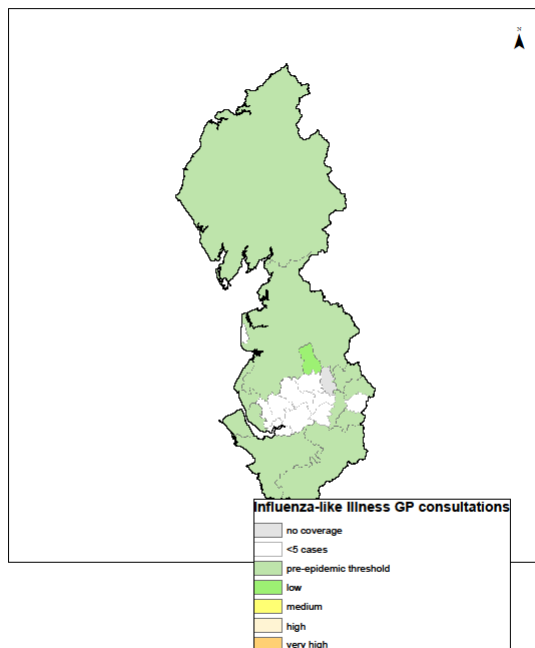 N
Influenza-like Illness GP consultations
no coverage
<5 cases
pre-epidemic threshold
low
medium
high
very high